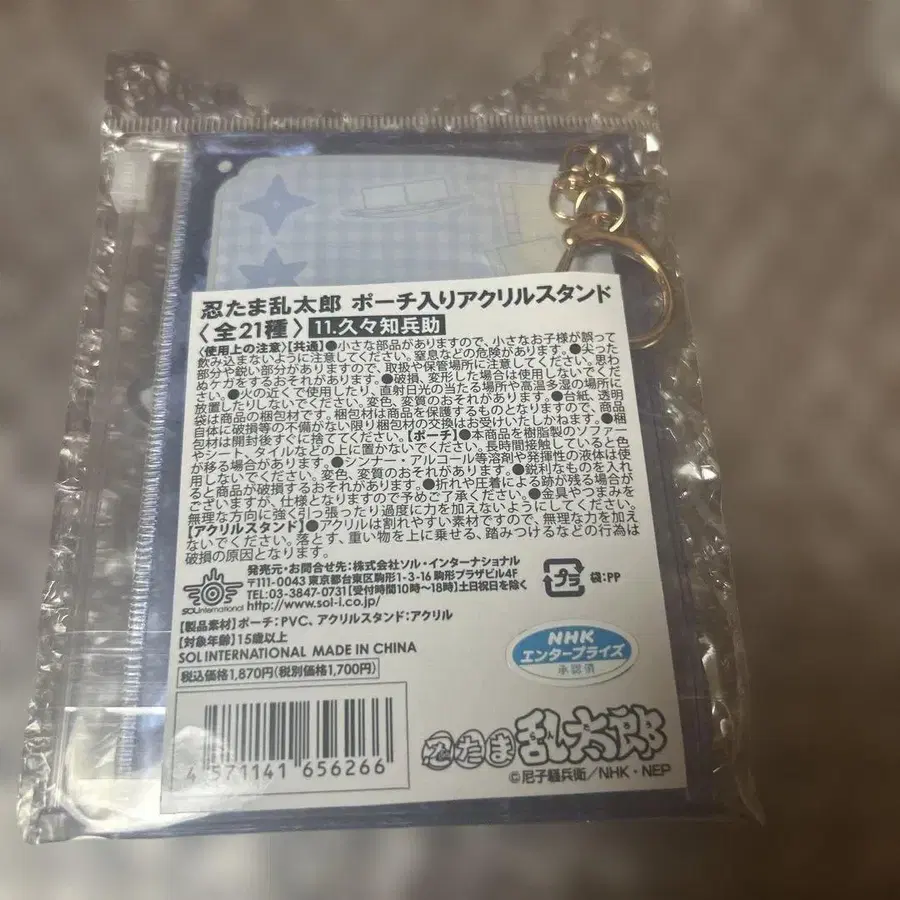 忍たま乱太郎 ポーチ入りアクリルスタンド
〈全21種〉 11.久々知兵助
〈使用上の注意〉【共通】●小さな部品がありますので、小さなお子様が誤って
飲み込まないように注意してください。窒息などの危険があります。●尖った
部分や鋭い部分がありますので、取扱や保管場所に注意してください。思わ
ぬケガをするおそれがあります。●破損、変形した場合は使用しないでくださ
い。●火の近くで使用したり、直射日光の当たる場所や高温多湿の場所に
放置したりしないでください。変色、変質のおそれがあります。●台紙、透明
袋は商品の梱包材です。梱包材は商品を保護するものとなりますので、商品
自体に破損等の不備がない限り梱包材の交換はお受けいたしかねます。●梱
包材は開封後すぐに捨ててください。【ポーチ】●本商品を樹脂製のソファー
やシート、タイルなどの上に置かないでください。長時間接触していると色
が移る場合があります。●シンナー・アルコール等溶剤や揮発性の液体は使
用しないでください。変色、変質のおそれがあります。●鋭利なものを入れ
ると商品が破損するおそれがあります。●折れや圧着による跡が残る場合が
ございますが、仕様となりますので予めご了承ください。●金具やつまみを
無理な方向に強く引っ張ったり過度に力を加えないようにしてください。
【アクリルスタンド】●アクリルは割れやすい素材ですので、無理な力を加え
ないでください。落とす、重い物を上に乗せる、踏みつけるなどの行為は
破損の原因となります。
発売元・お問合せ先：株式会社ソル・インターナショナル
〒111-0043 東京都台東区駒形1-3-16 駒形プラザビル4F
TEL:03-3847-0731【受付時間10時～18時】土日祝日を除く
http://www.sol-i.co.jp/
SOL International
プラ
袋：PP
【製品素材】ポーチ：PVC、アクリルスタンド：アクリル
【対象年齢】15歳以上
SOL INTERNATIONAL MADE IN CHINA
税込価格1,870円（税別価格1,700円）
NHK
エンタープライズ
承認済
4 571141 656266
忍たま乱太郎
©尼子騒兵衛／NHK・NEP